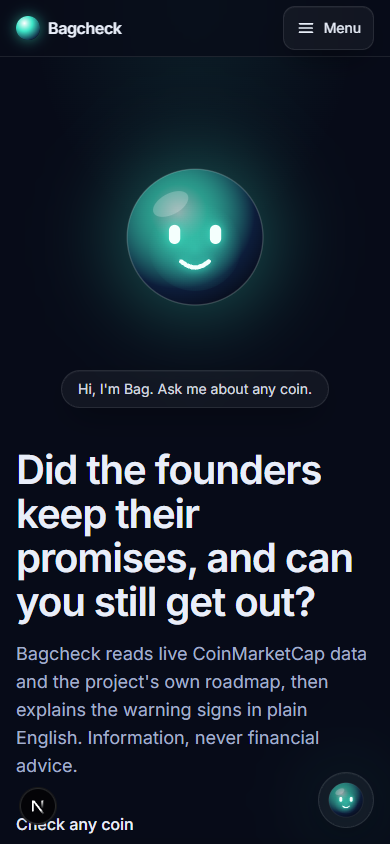 Bagcheck
Menu
Hi, I'm Bag. Ask me about any coin.
Did the founders
keep their
promises, and can
you still get out?
Bagcheck reads live CoinMarketCap data
and the project's own roadmap, then
explains the warning signs in plain
English. Information, never financial
advice.
N
Check any coin